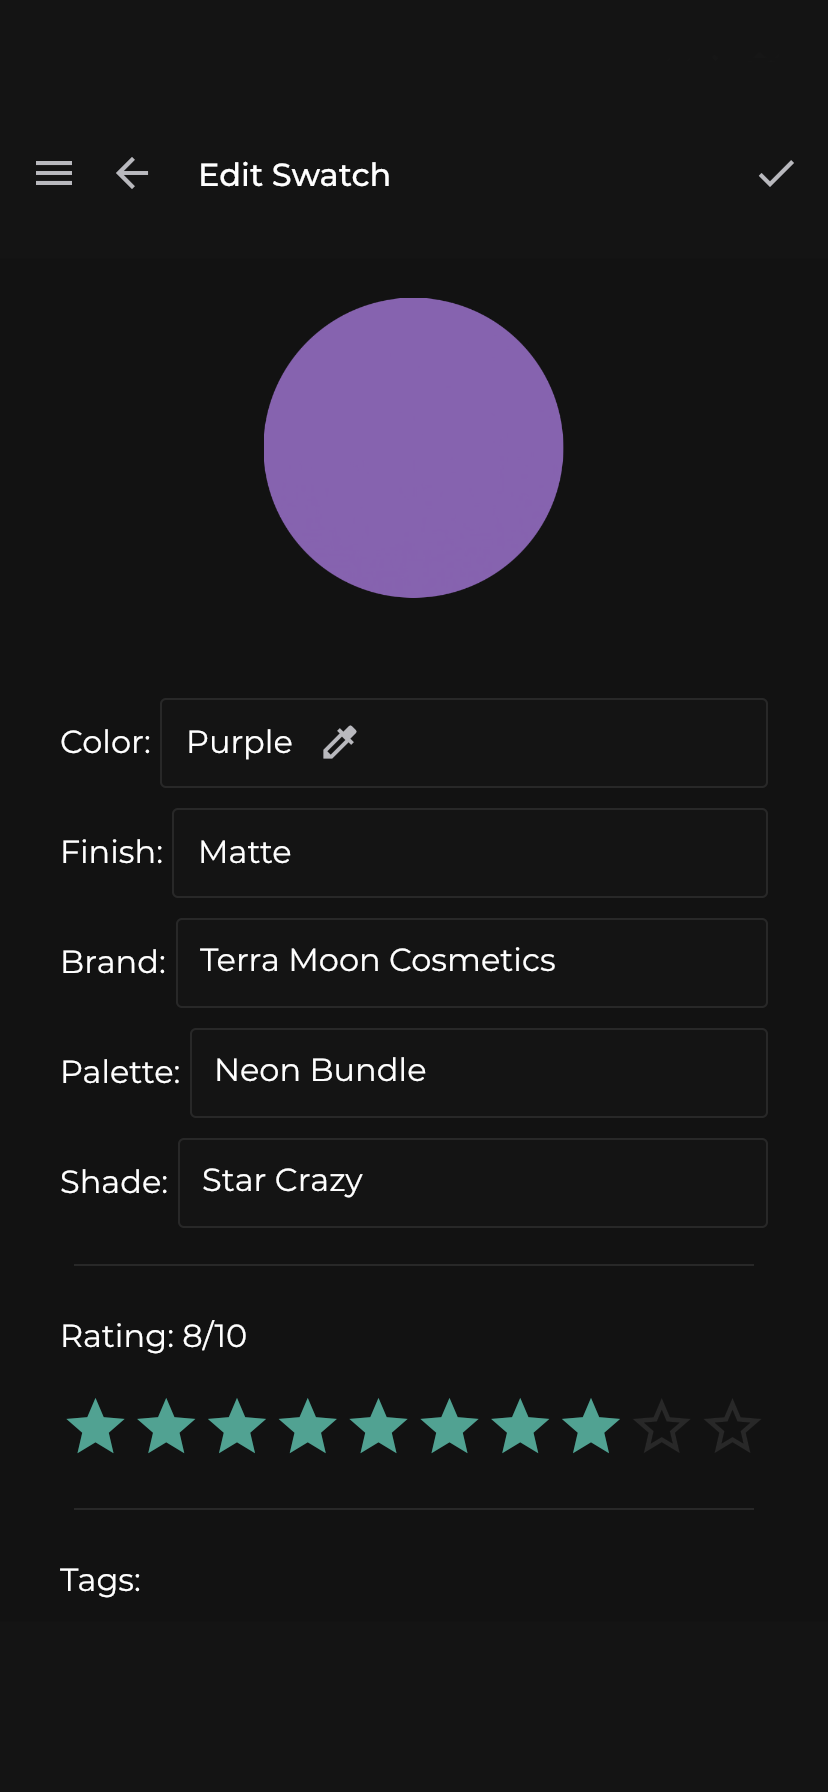 Edit Swatch
Color: Purple
Finish: Matte
Brand: Terra Moon Cosmetics
Palette: Neon Bundle
Shade: Star Crazy
Rating: 8/10
Tags: